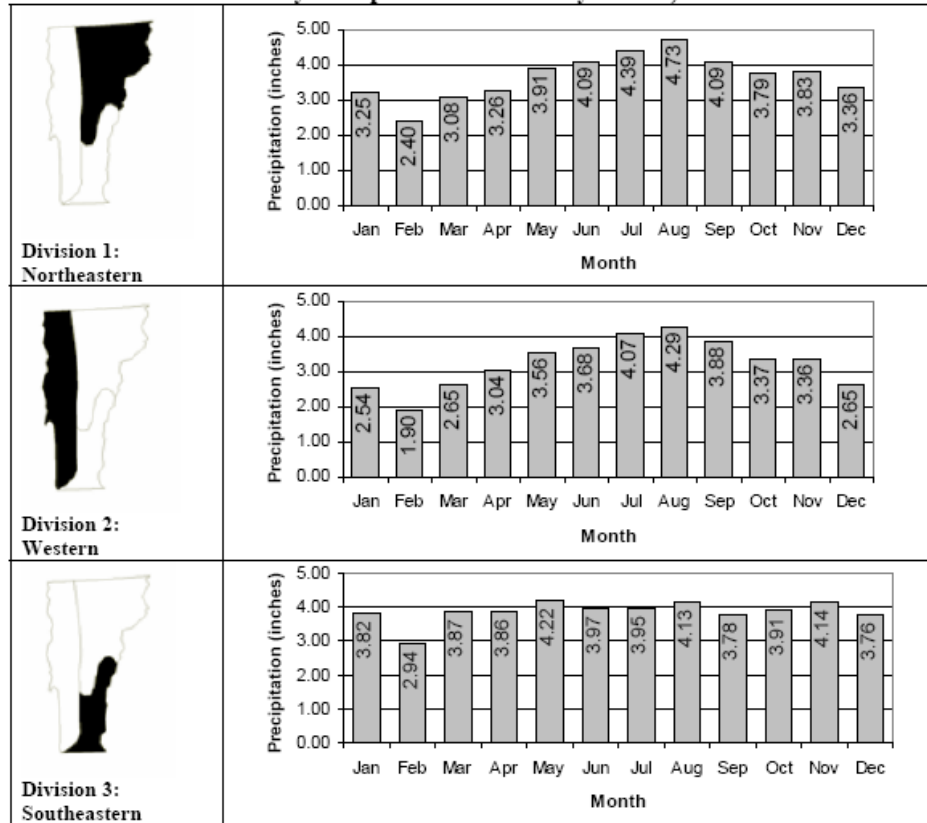 Division 1:
Northeastern
Precipitation (inches)
5.00
4.00
3.00
2.00
1.00
0.00
3.25 2.40 3.08 3.26 3.91 4.09 4.39 4.73 4.09 3.79 3.83 3.36
Jan Feb Mar Apr May Jun Jul Aug Sep Oct Nov Dec
Month
Division 2:
Western
Precipitation (inches)
5.00
4.00
3.00
2.00
1.00
0.00
2.54 1.90 2.65 3.04 3.56 3.68 4.07 4.29 3.88 3.37 3.36 2.65
Jan Feb Mar Apr May Jun Jul Aug Sep Oct Nov Dec
Month
Division 3:
Southeastern
Precipitation (inches)
5.00
4.00
3.00
2.00
1.00
0.00
3.82 2.94 3.87 3.86 4.22 3.97 3.95 4.13 3.78 3.91 4.14 3.76
Jan Feb Mar Apr May Jun Jul Aug Sep Oct Nov Dec
Month